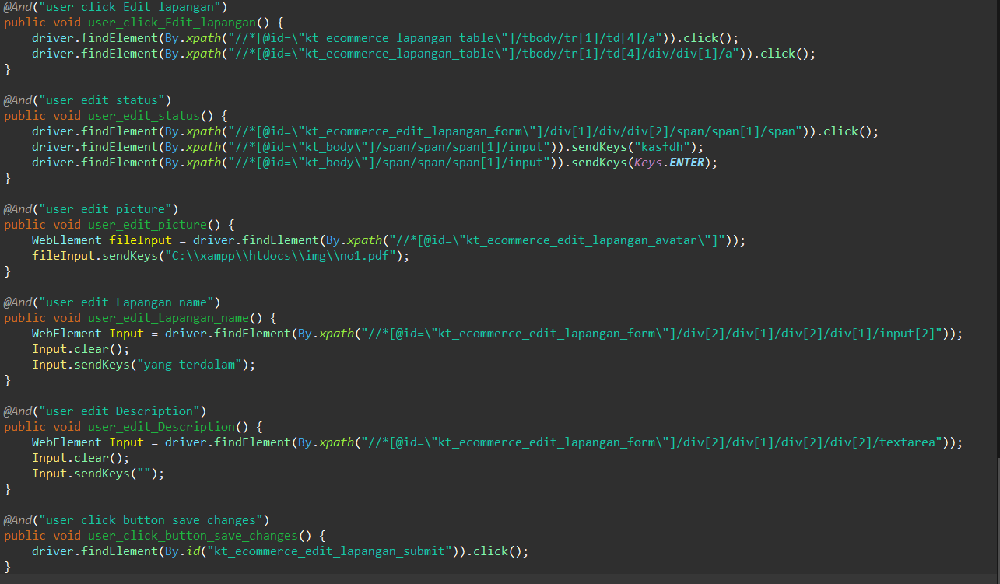 @And("user click Edit lapangan")
public void user_click_Edit_lapangan() {
    driver.findElement(By.xpath("//*[@id=\"kt_ecommerce_lapangan_table\"]/tbody/tr[1]/td[4]/a")).click();
    driver.findElement(By.xpath("//*[@id=\"kt_ecommerce_lapangan_table\"]/tbody/tr[1]/td[4]/div/div[1]/a")).click();
}

@And("user edit status")
public void user_edit_status() {
    driver.findElement(By.xpath("//*[@id=\"kt_ecommerce_edit_lapangan_form\"]/div[1]/div/div[2]/span/span[1]/span")).click();
    driver.findElement(By.xpath("//*[@id=\"kt_body\"]/span/span/span[1]/input")).sendKeys("kasfdh");
    driver.findElement(By.xpath("//*[@id=\"kt_body\"]/span/span/span[1]/input")).sendKeys(Keys.ENTER);
}

@And("user edit picture")
public void user_edit_picture() {
    WebElement fileInput = driver.findElement(By.xpath("//*[@id=\"kt_ecommerce_edit_lapangan_avatar\"]"));
    fileInput.sendKeys("C:\\xampp\\htdocs\\img\\no1.pdf");
}

@And("user edit Lapangan name")
public void user_edit_Lapangan_name() {
    WebElement Input = driver.findElement(By.xpath("//*[@id=\"kt_ecommerce_edit_lapangan_form\"]/div[2]/div[1]/div[2]/div[1]/input[2]"));
    Input.clear();
    Input.sendKeys("yang terdalam");
}

@And("user edit Description")
public void user_edit_Description() {
    WebElement Input = driver.findElement(By.xpath("//*[@id=\"kt_ecommerce_edit_lapangan_form\"]/div[2]/div[1]/div[2]/div[2]/textarea"));
    Input.clear();
    Input.sendKeys("");
}

@And("user click button save changes")
public void user_click_button_save_changes() {
    driver.findElement(By.id("kt_ecommerce_edit_lapangan_submit")).click();
}